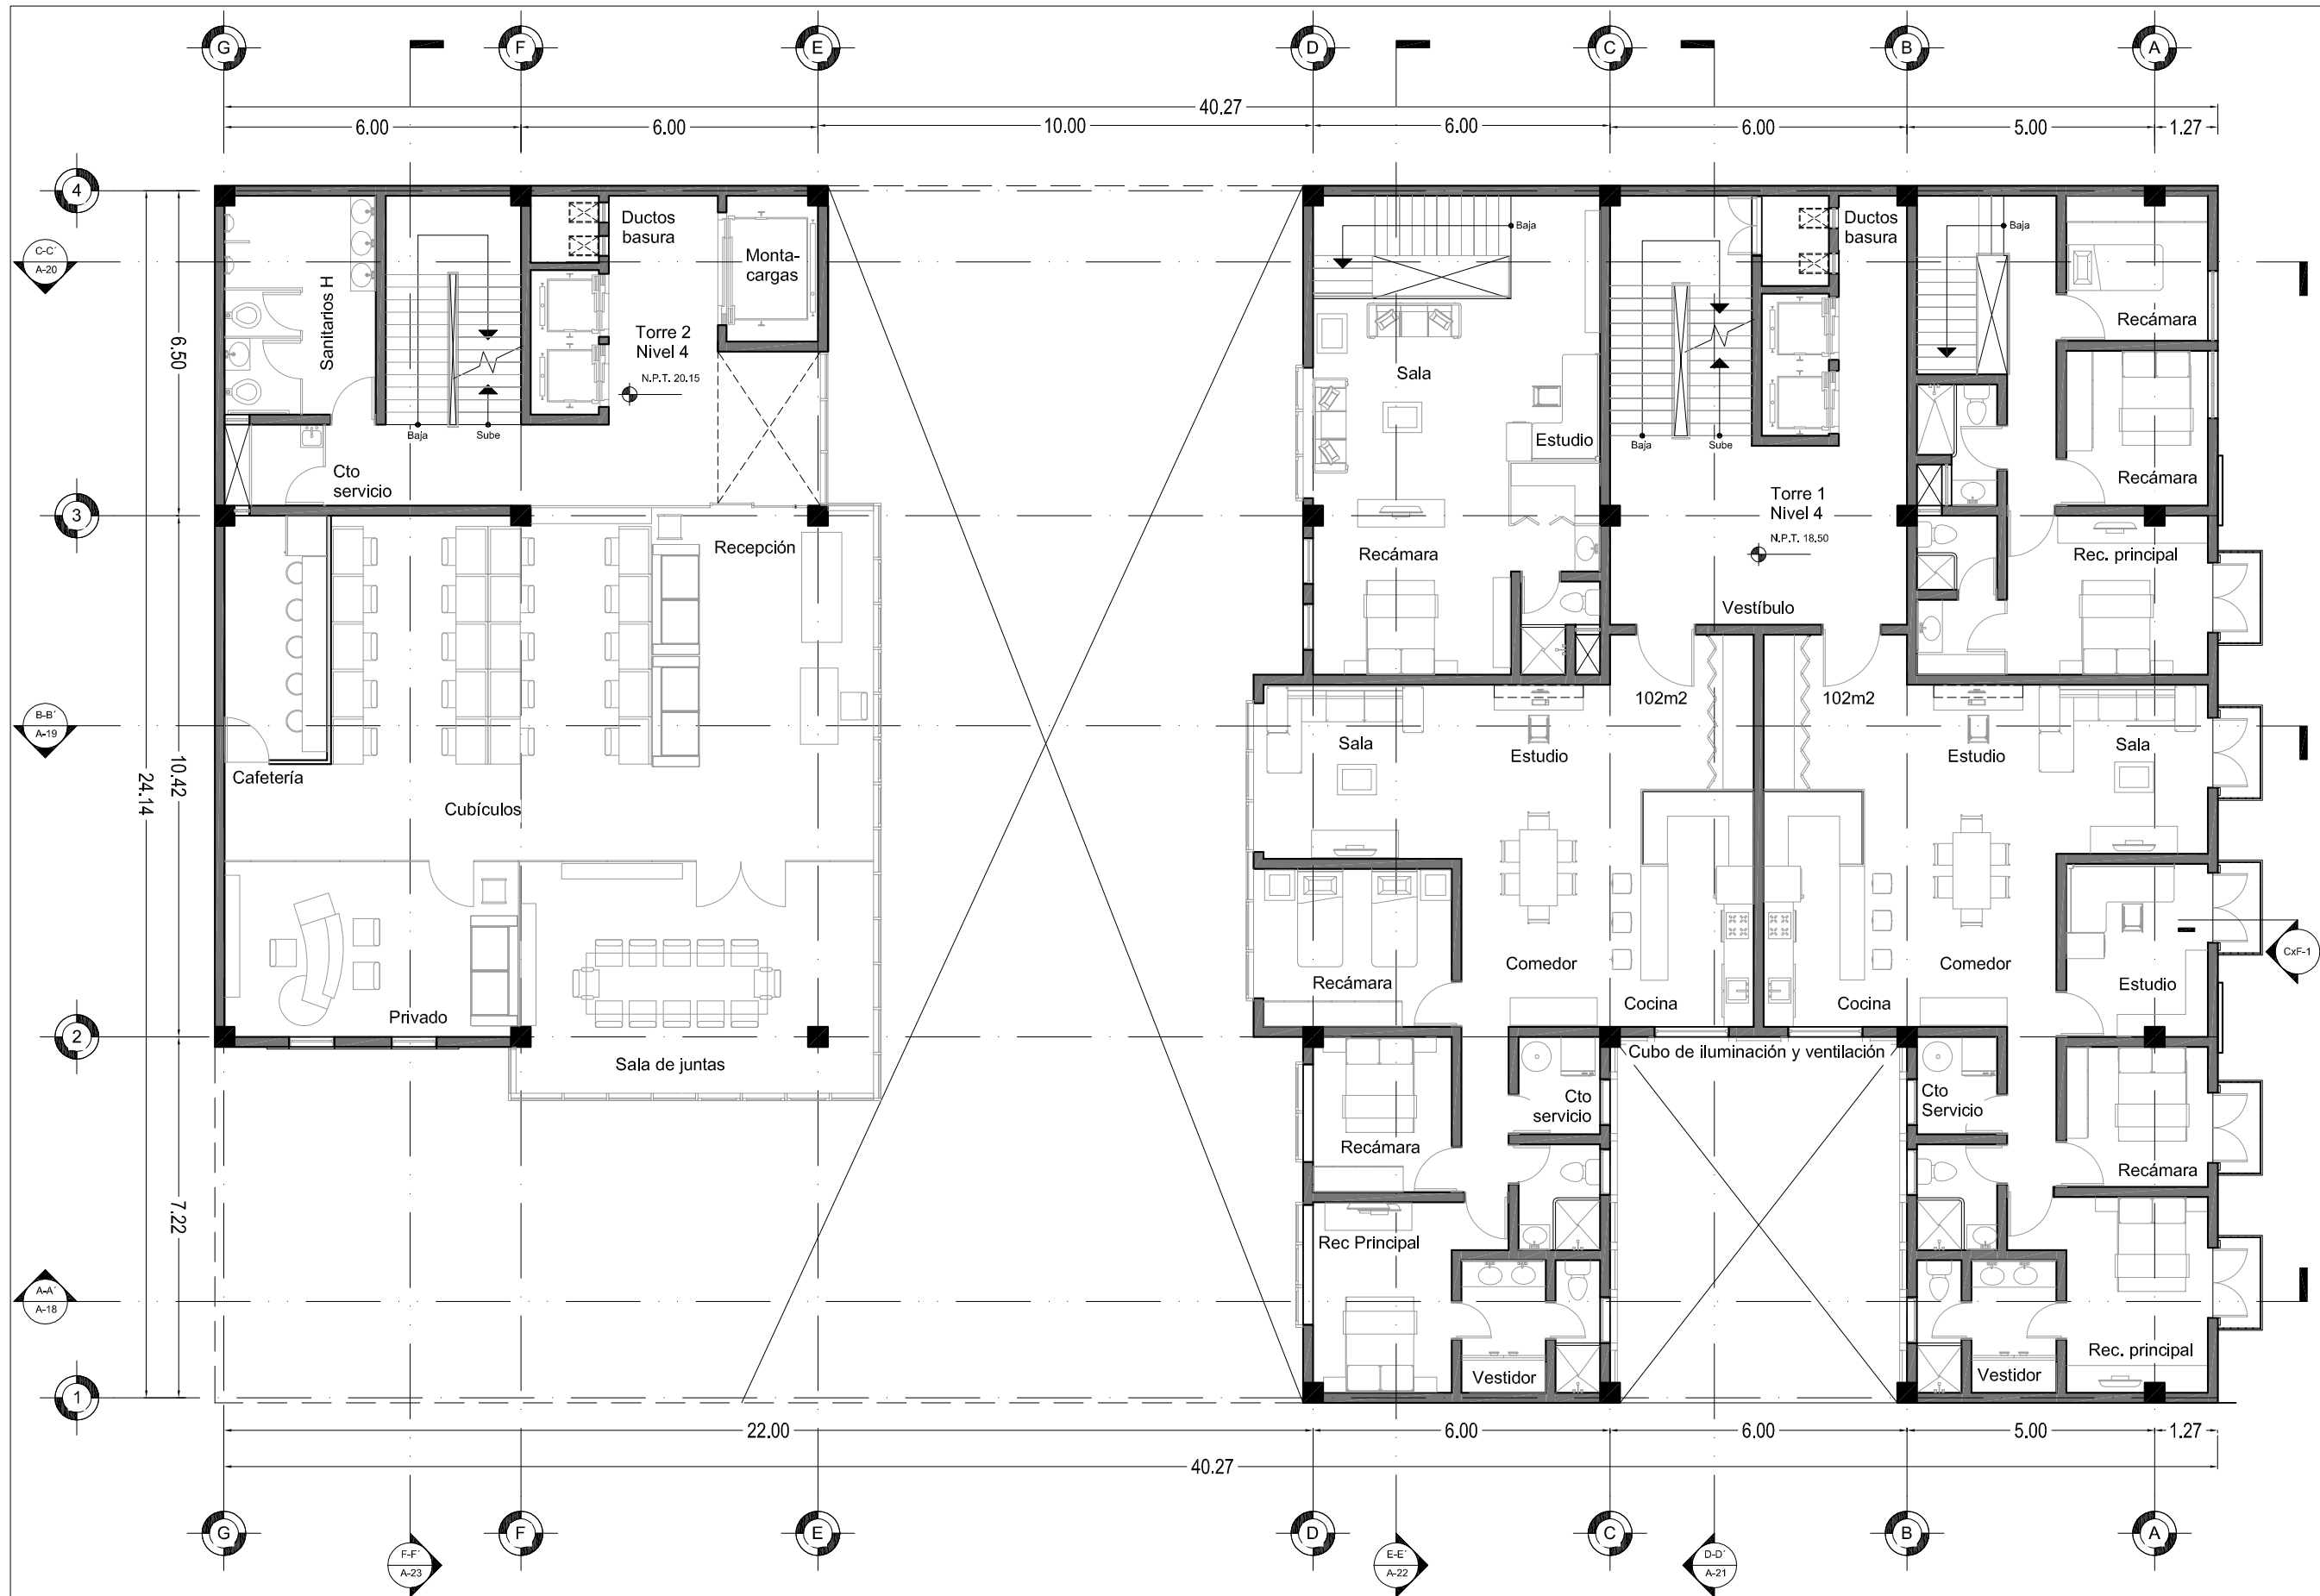 G
F
E
D
C
B
A
40.27
6.00
6.00
10.00
6.00
6.00
5.00
1.27
4
3
2
1
C-C'
A-20
B-B'
A-19
A-A'
A-18
6.50
10.42
24.14
7.22
Sanitarios H
Ductos
basura
Monta-
cargas
Torre 2
Nivel 4
N.P.T. 20.15
Baja
Sube
Cto
servicio
Recepción
Cafetería
Cubículos
Privado
Sala de juntas
Baja
Sala
Estudio
Recámara
Baja
Sube
Ductos
basura
Torre 1
Nivel 4
N.P.T. 18.50
Vestíbulo
Baja
Recámara
Recámara
Rec. principal
102m2
102m2
Sala
Estudio
Estudio
Sala
Recámara
Comedor
Cocina
Cocina
Comedor
Estudio
CxF-1
Cubo de iluminación y ventilación
Cto
servicio
Cto
Servicio
Recámara
Recámara
Rec Principal
Vestidor
Vestidor
Rec. principal
22.00
6.00
6.00
5.00
1.27
40.27
G
F
E
D
C
B
A
F-F'
A-23
E-E'
A-22
D-D'
A-21